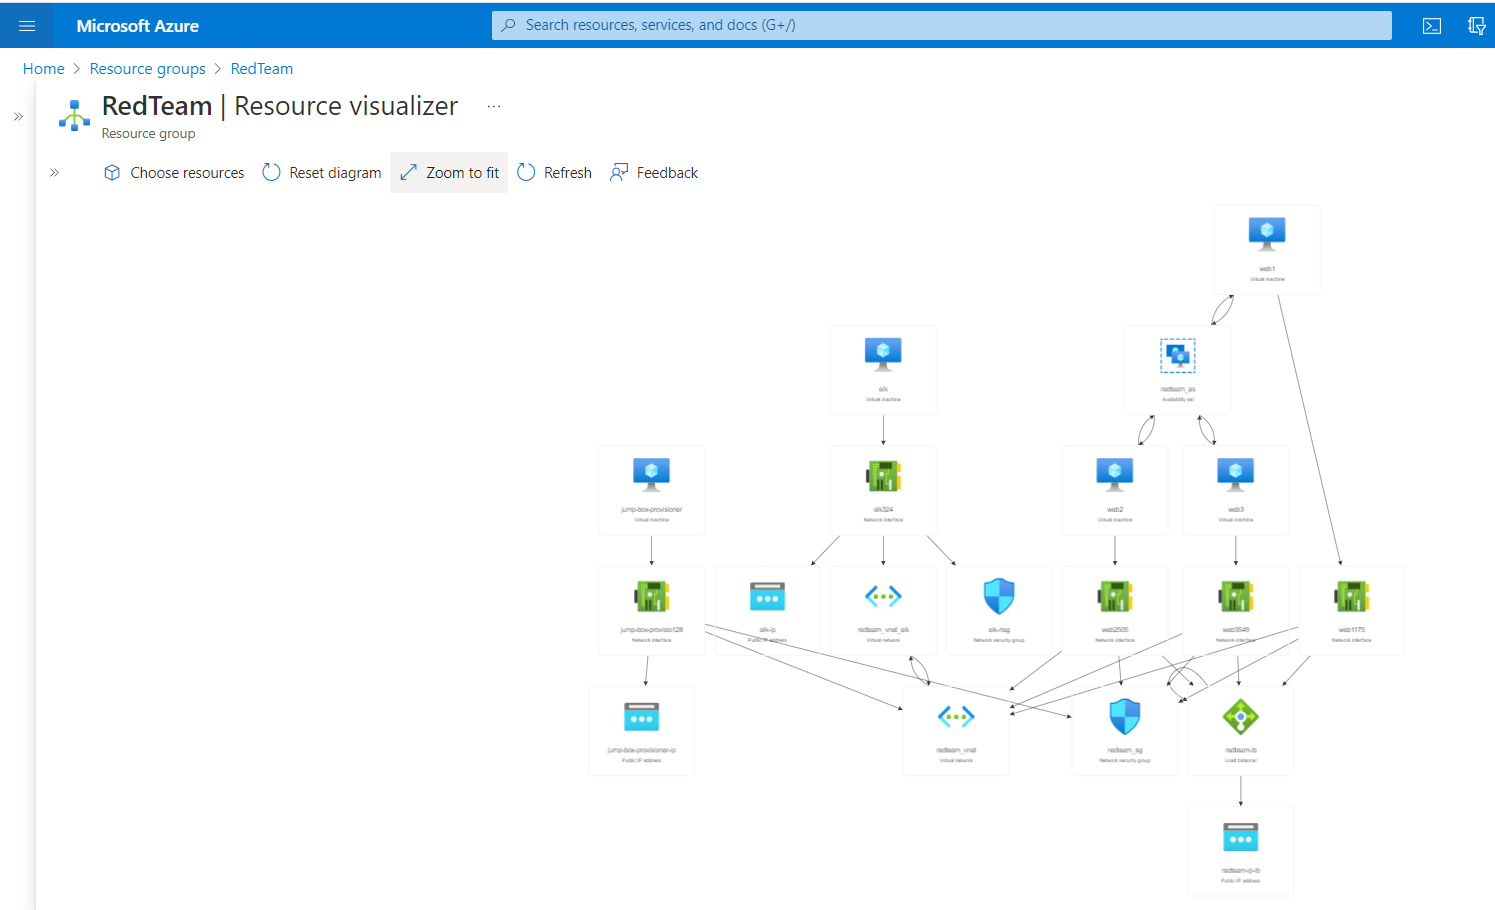 Microsoft Azure
Search resources, services, and docs (G+/)
Home > Resource groups > RedTeam
RedTeam | Resource visualizer ...
Resource group
Choose resources Reset diagram Zoom to fit Refresh Feedback
web1
Virtual machine
elk
Virtual machine
redteam_as
Availability set
jump-box-provisioner
Virtual machine
elk324
Network interface
web2
Virtual machine
web3
Virtual machine
jump-box-provisio128
Network interface
elk-ip
Public IP address
redteam_vnet_elk
Virtual network
elk-nsg
Network security group
web2505
Network interface
web3549
Network interface
web1175
Network interface
jump-box-provisioner-ip
Public IP address
redteam_vnet
Virtual network
redteam_sg
Network security group
redteam-lb
Load balancer
redteam-ip-lb
Public IP address